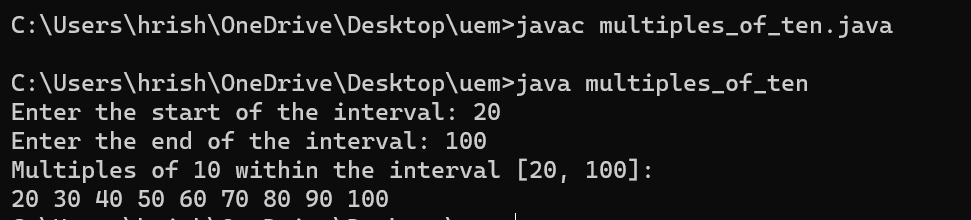 C:\Users\hrish\OneDrive\Desktop\uem>javac multiples_of_ten.java
C:\Users\hrish\OneDrive\Desktop\uem>java multiples_of_ten
Enter the start of the interval: 20
Enter the end of the interval: 100
Multiples of 10 within the interval [20, 100]:
20 30 40 50 60 70 80 90 100